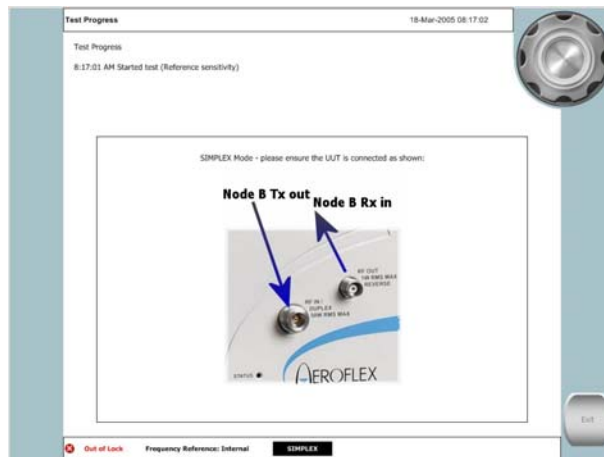 Test Progress
18-Mar-2005 08:17:02
Test Progress
8:17:01 AM Started test (Reference sensitivity)
SIMPLEX Mode - please ensure the UUT is connected as shown:
Node B Tx out
Node B Rx in
RF OUT
1W RMS MAX
REVERSE
RF IN /
DUPLEX
50W RMS MAX
STATUS
AEROFLEX
Exit
Out of Lock
Frequency Reference: Internal
SIMPLEX